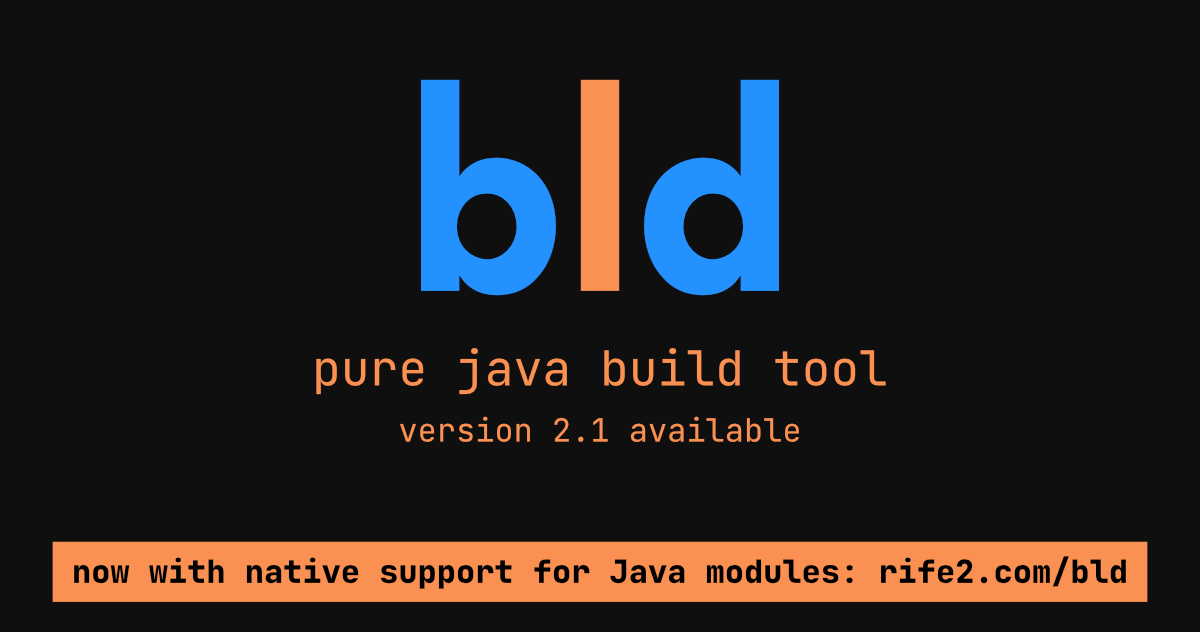 bld
pure java build tool
version 2.1 available
now with native support for Java modules: rife2.com/bld